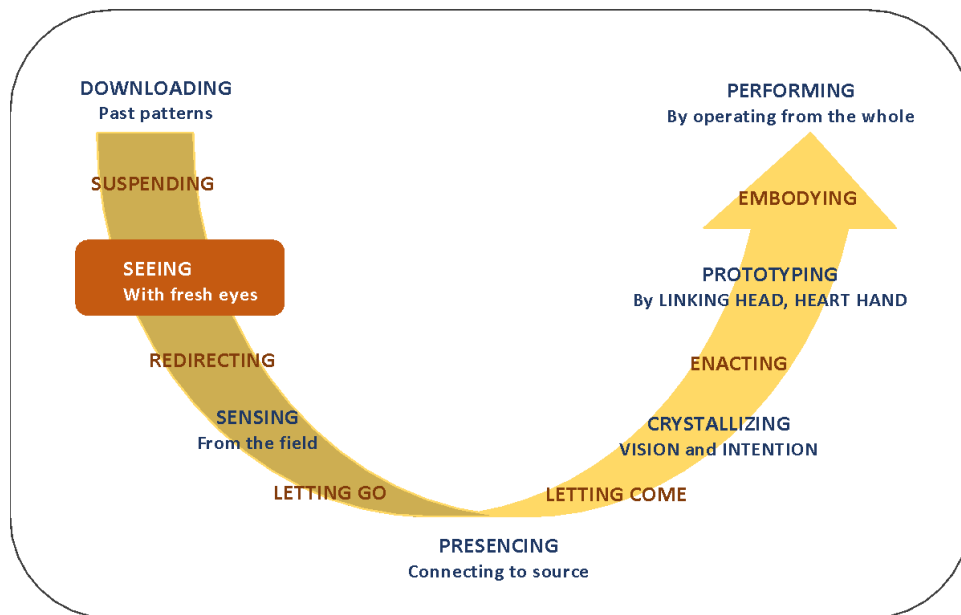 DOWNLOADING
Past patterns
SUSPENDING
SEEING
With fresh eyes
REDIRECTING
SENSING
From the field
LETTING GO
PRESENCING
Connecting to source
LETTING COME
CRYSTALLIZING
VISION and INTENTION
ENACTING
PROTOTYPING
By LINKING HEAD, HEART HAND
EMBODYING
PERFORMING
By operating from the whole